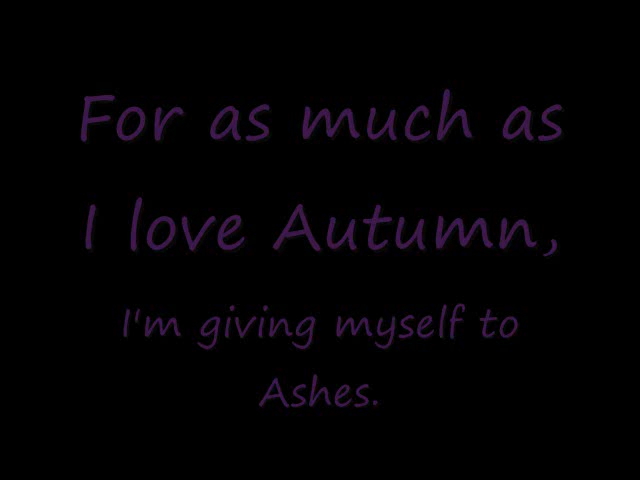 For as much as
I love Autumn,
I'm giving myself to
Ashes.